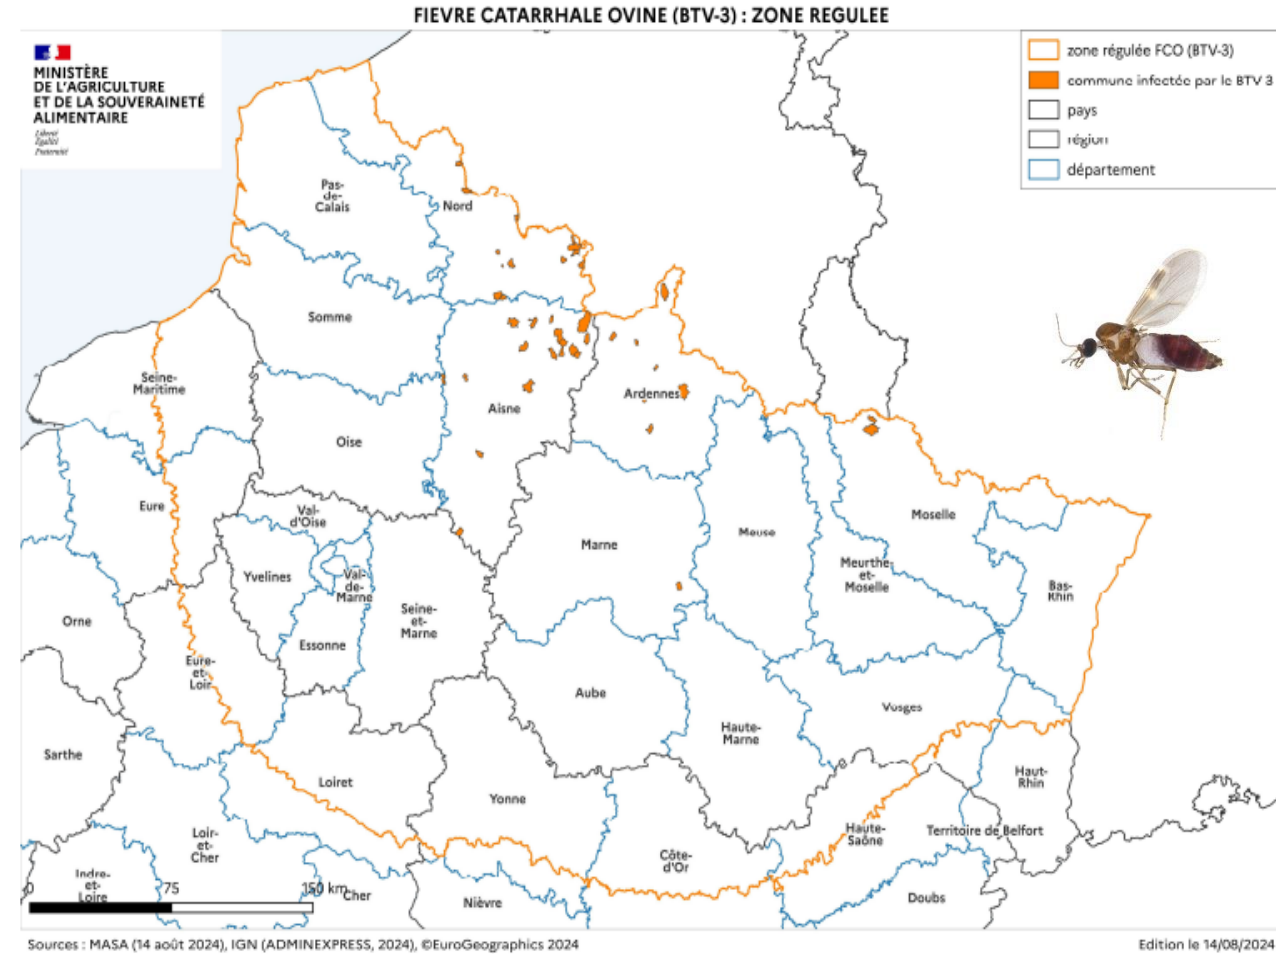 FIEVRE CATARRHALE OVINE (BTV-3) : ZONE REGULEE
MINISTÈRE
DE L'AGRICULTURE
ET DE LA SOUVERAINETÉ
ALIMENTAIRE
Liberté
Égalité
Fraternité
zone régulée FCO (BTV-3)
commune infectée par le BTV 3
pays
région
département
Pas-
de-
Calais
Nord
Somme
Seine-
Maritime
Aisne
Ardennes
Oise
Eure
Val-
d'Oise
Marne
Meuse
Moselle
Yvelines
Val-
de-
Marne
Meurthe-
et-
Moselle
Bas-
Rhin
Seine-
et-
Marne
Orne
Essonne
Eure-
et-
Loir
Aube
Vosges
Haute-
Marne
Sarthe
Loiret
Yonne
Haut-
Rhin
Loir-
et-
Cher
Haute-
Saône
Territoire de Belfort
Côte-
d'Or
Indre-
et-
Loire
Cher
Nièvre
Doubs
0 75 150 km
Sources : MASA (14 août 2024), IGN (ADMINEXPRESS, 2024), ©EuroGeographics 2024
Edition le 14/08/2024